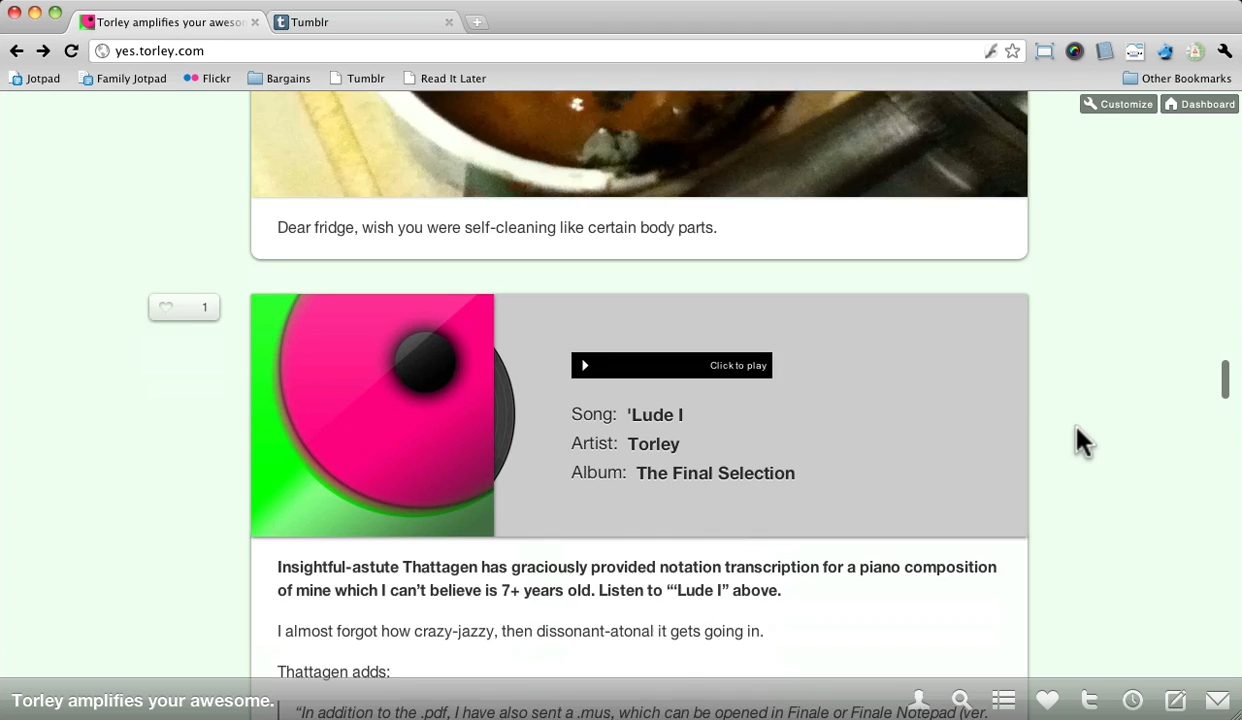 Torley amplifies your aweso
Tumblr
yes.torley.com
Jotpad
Family Jotpad
Flickr
Bargains
Tumblr
Read It Later
Other Bookmarks
Customize
Dashboard
Dear fridge, wish you were self-cleaning like certain body parts.
1
Click to play
Song: 'Lude I
Artist: Torley
Album: The Final Selection
Insightful-astute Thattagen has graciously provided notation transcription for a piano composition
of mine which I can’t believe is 7+ years old. Listen to “‘Lude I” above.
I almost forgot how crazy-jazzy, then dissonant-atonal it gets going in.
Thattagen adds:
“In addition to the .pdf, I have also sent a .mus, which can be opened in Finale or Finale Notepad (ver.
Torley amplifies your awesome.